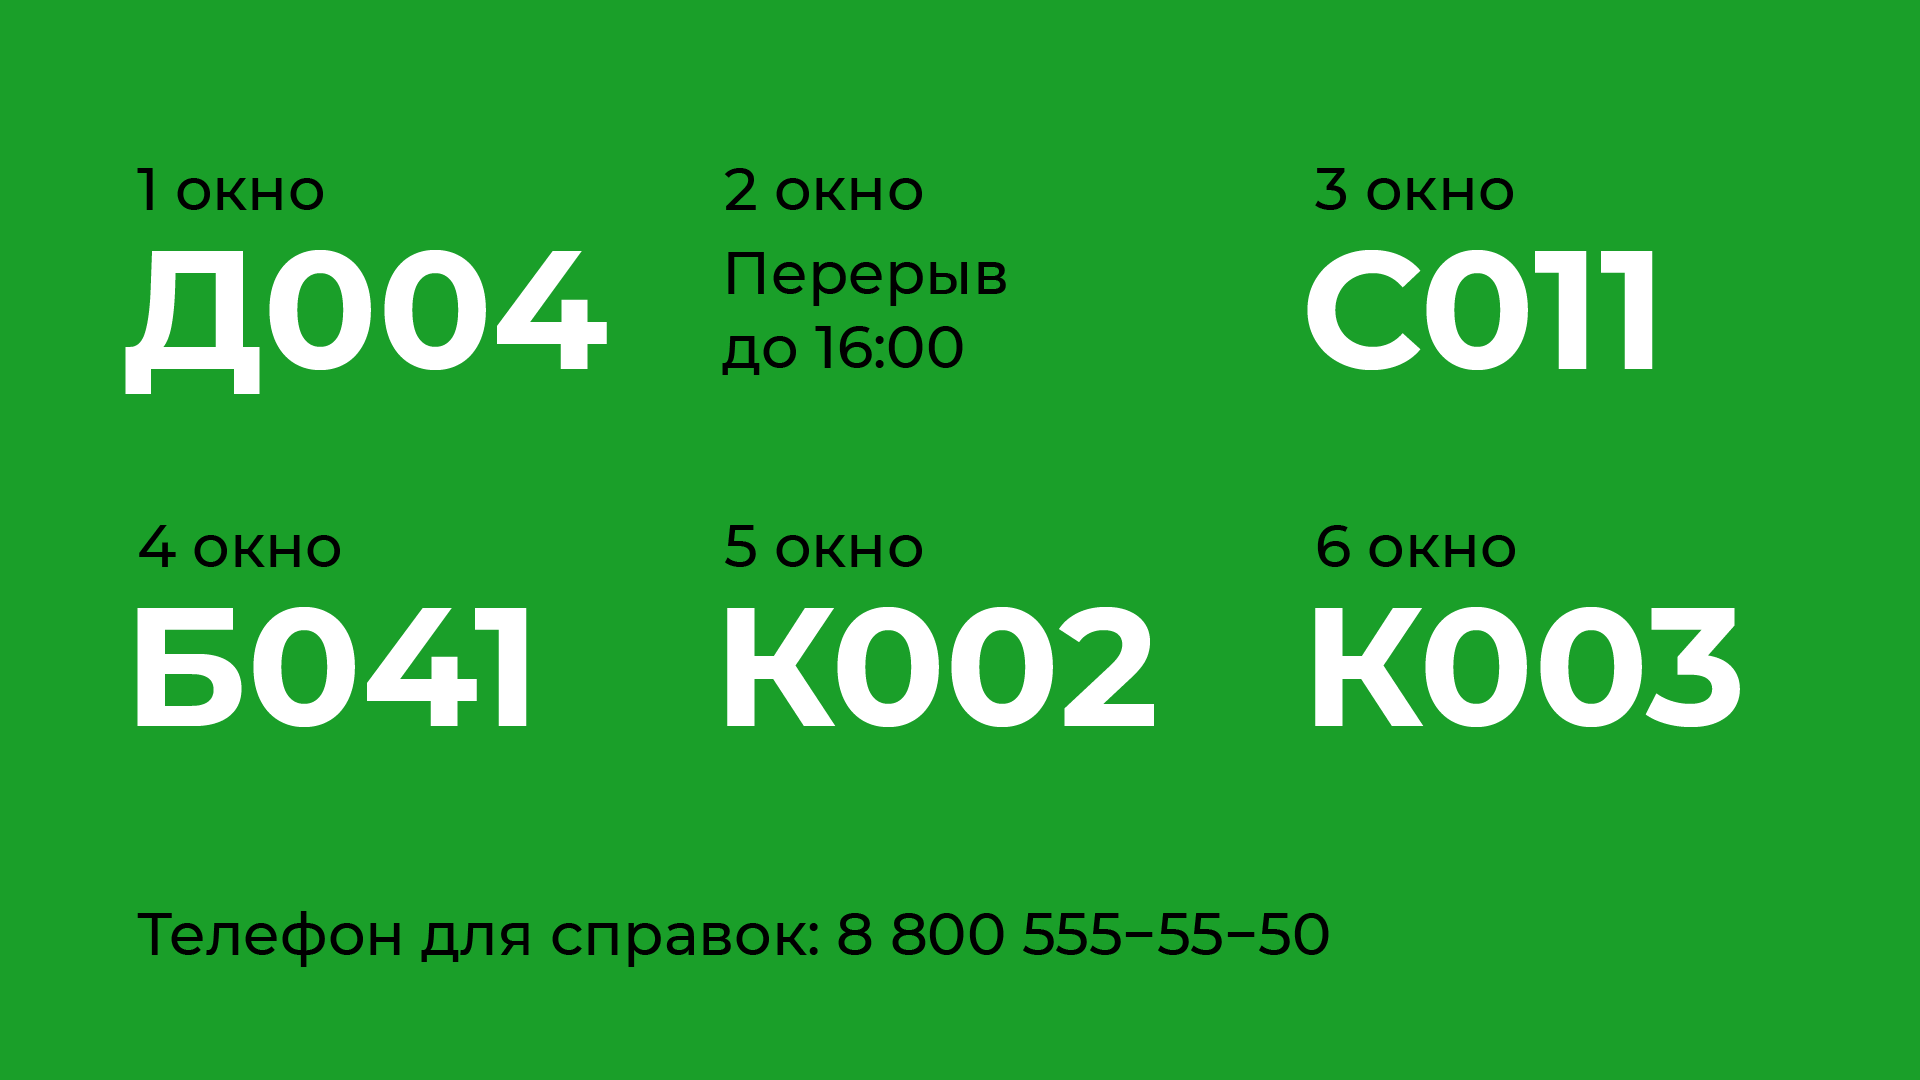 1 окно
Д004
2 окно
Перерыв
до 16:00
3 окно
С011
4 окно
Б041
5 окно
К002
6 окно
К003
Телефон для справок: 8 800 555–55–50